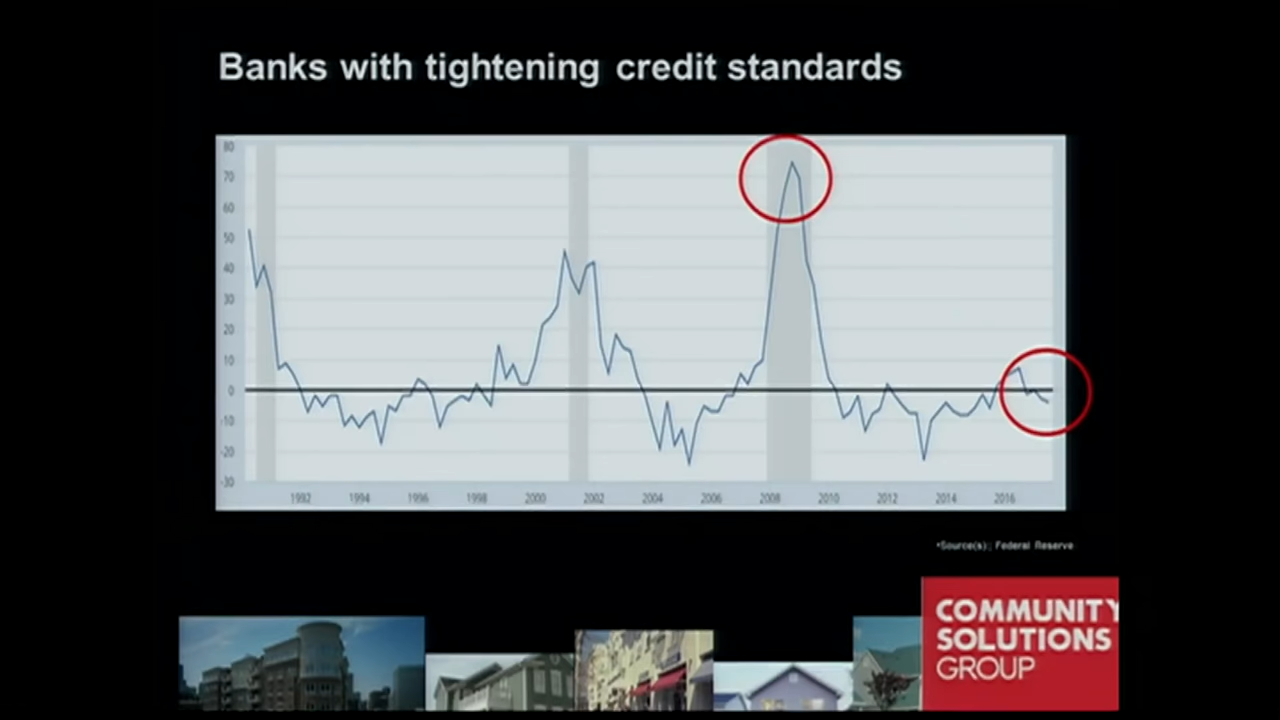 Banks with tightening credit standards
80
70
60
50
40
30
20
10
0
-10
-20
-30
1992 1994 1996 1998 2000 2002 2004 2006 2008 2010 2012 2014 2016
*Source(s): Federal Reserve
COMMUNITY
SOLUTIONS
GROUP